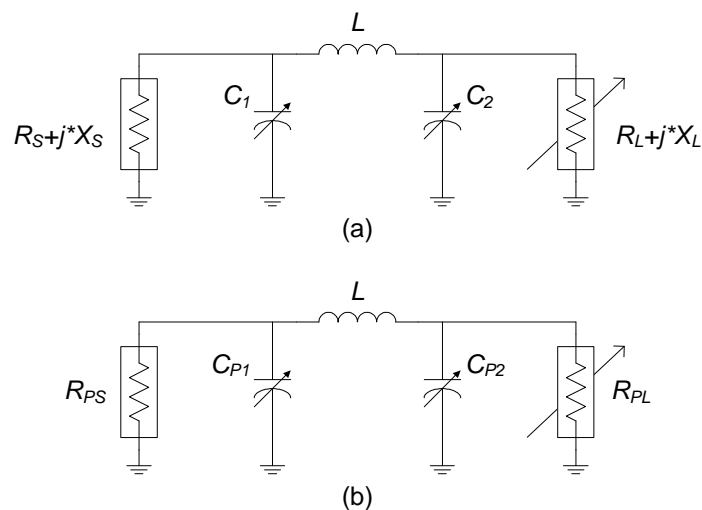 L
C1
C2
RS+j*XS
RL+j*XL
(a)
L
CP1
CP2
RPS
RPL
(b)